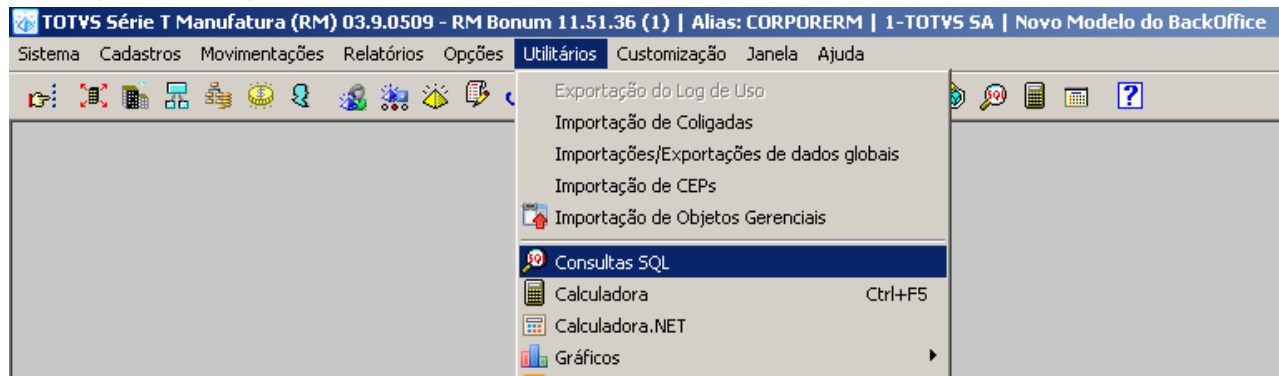 TOTVS Série T Manufatura (RM) 03.9.0509 - RM Bonum 11.51.36 (1) | Alias: CORPORERM | 1-TOTVS SA | Novo Modelo do BackOffice
Sistema Cadastros Movimentações Relatórios Opções Utilitários Customização Janela Ajuda
Exportação do Log de Uso
Importação de Coligadas
Importações/Exportações de dados globais
Importação de CEPs
Importação de Objetos Gerenciais
Consultas SQL
Calculadora Ctrl+F5
Calculadora.NET
Gráficos